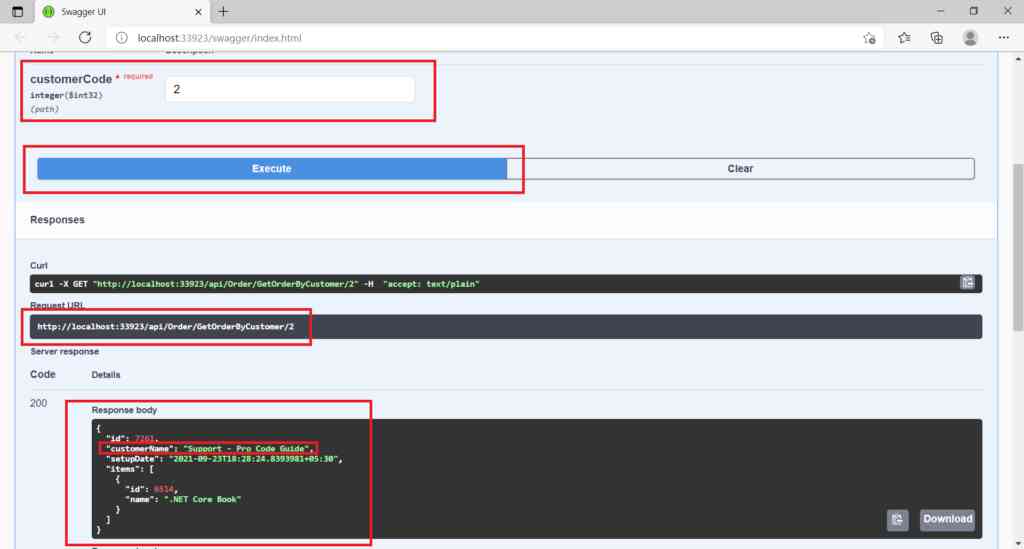 Swagger UI
localhost:33923/swagger/index.html
customerCode * required
integer($int32)
(path)
2
Execute
Clear
Responses
Curl
curl -X GET "http://localhost:33923/api/Order/GetOrderByCustomer/2" -H  "accept: text/plain"
Request URL
http://localhost:33923/api/Order/GetOrderByCustomer/2
Server response
Code
Details
200
Response body
{
"id": 7261,
"customerName": "Support - Pro Code Guide",
"setupDate": "2021-09-23T18:28:24.8393981+05:30",
"items": [
{
"id": 6514,
"name": ".NET Core Book"
}
]
}
Download